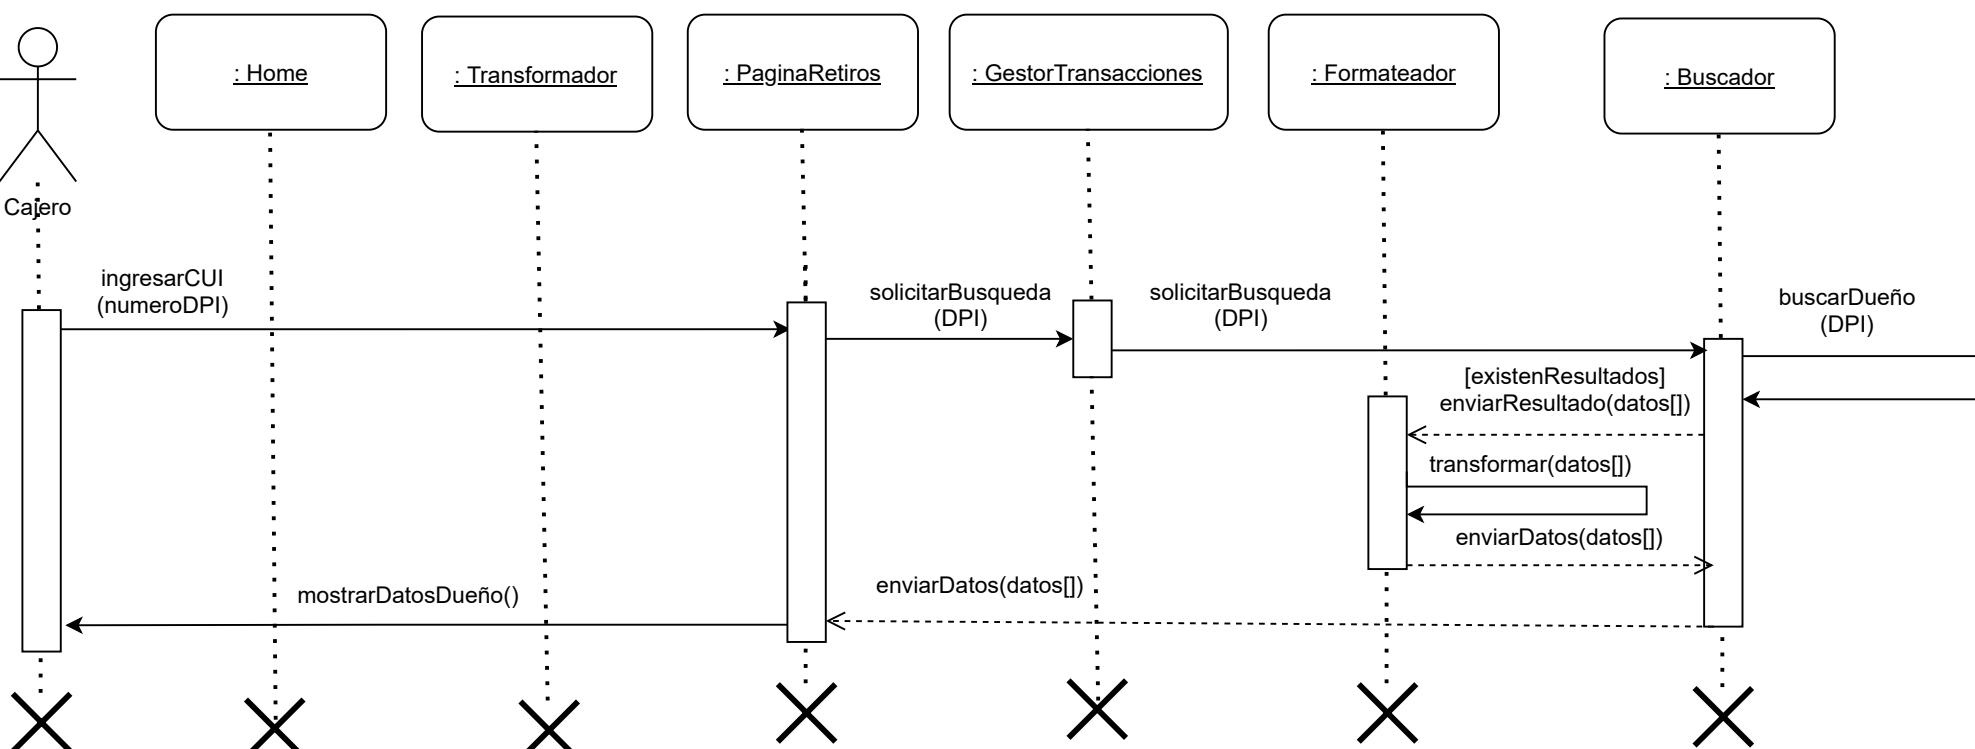 : Home
: Transformador
: PaginaRetiros
: GestorTransacciones
: Formateador
: Buscador
Cajero
ingresarCUI
(numeroDPI)
solicitarBusqueda
(DPI)
solicitarBusqueda
(DPI)
buscarDueño
(DPI)
[existenResultados]
enviarResultado(datos[])
transformar(datos[])
enviarDatos(datos[])
enviarDatos(datos[])
mostrarDatosDueño()